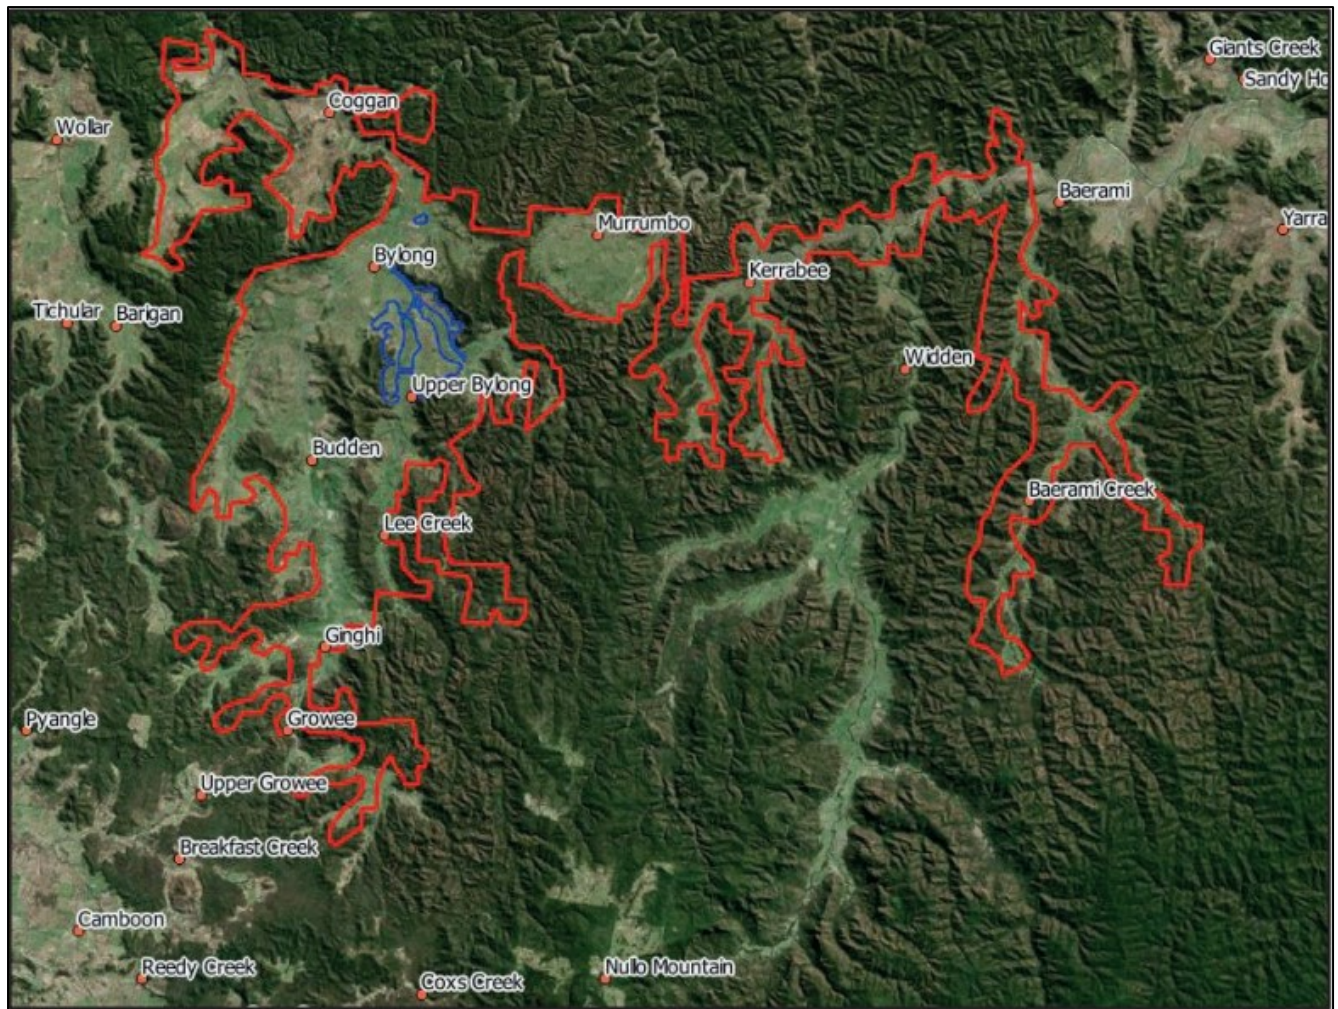 Giants Creek
Sandy Ho
Coggan
Wollar
Baerami
Murrumbo
Yarra
Bylong
Kerrabee
Tichular
Barigan
Widden
Upper Bylong
Budden
Baerami Creek
Lee Creek
Ginghi
Pyangle
Growee
Upper Growee
Breakfast Creek
Camboon
Reedy Creek
Nullo Mountain
Coxs Creek